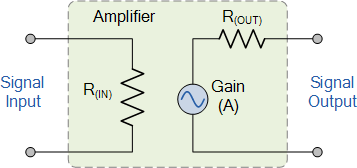 Amplifier
R(OUT)
Signal
Input
R(IN)
Gain
(A)
Signal
Output